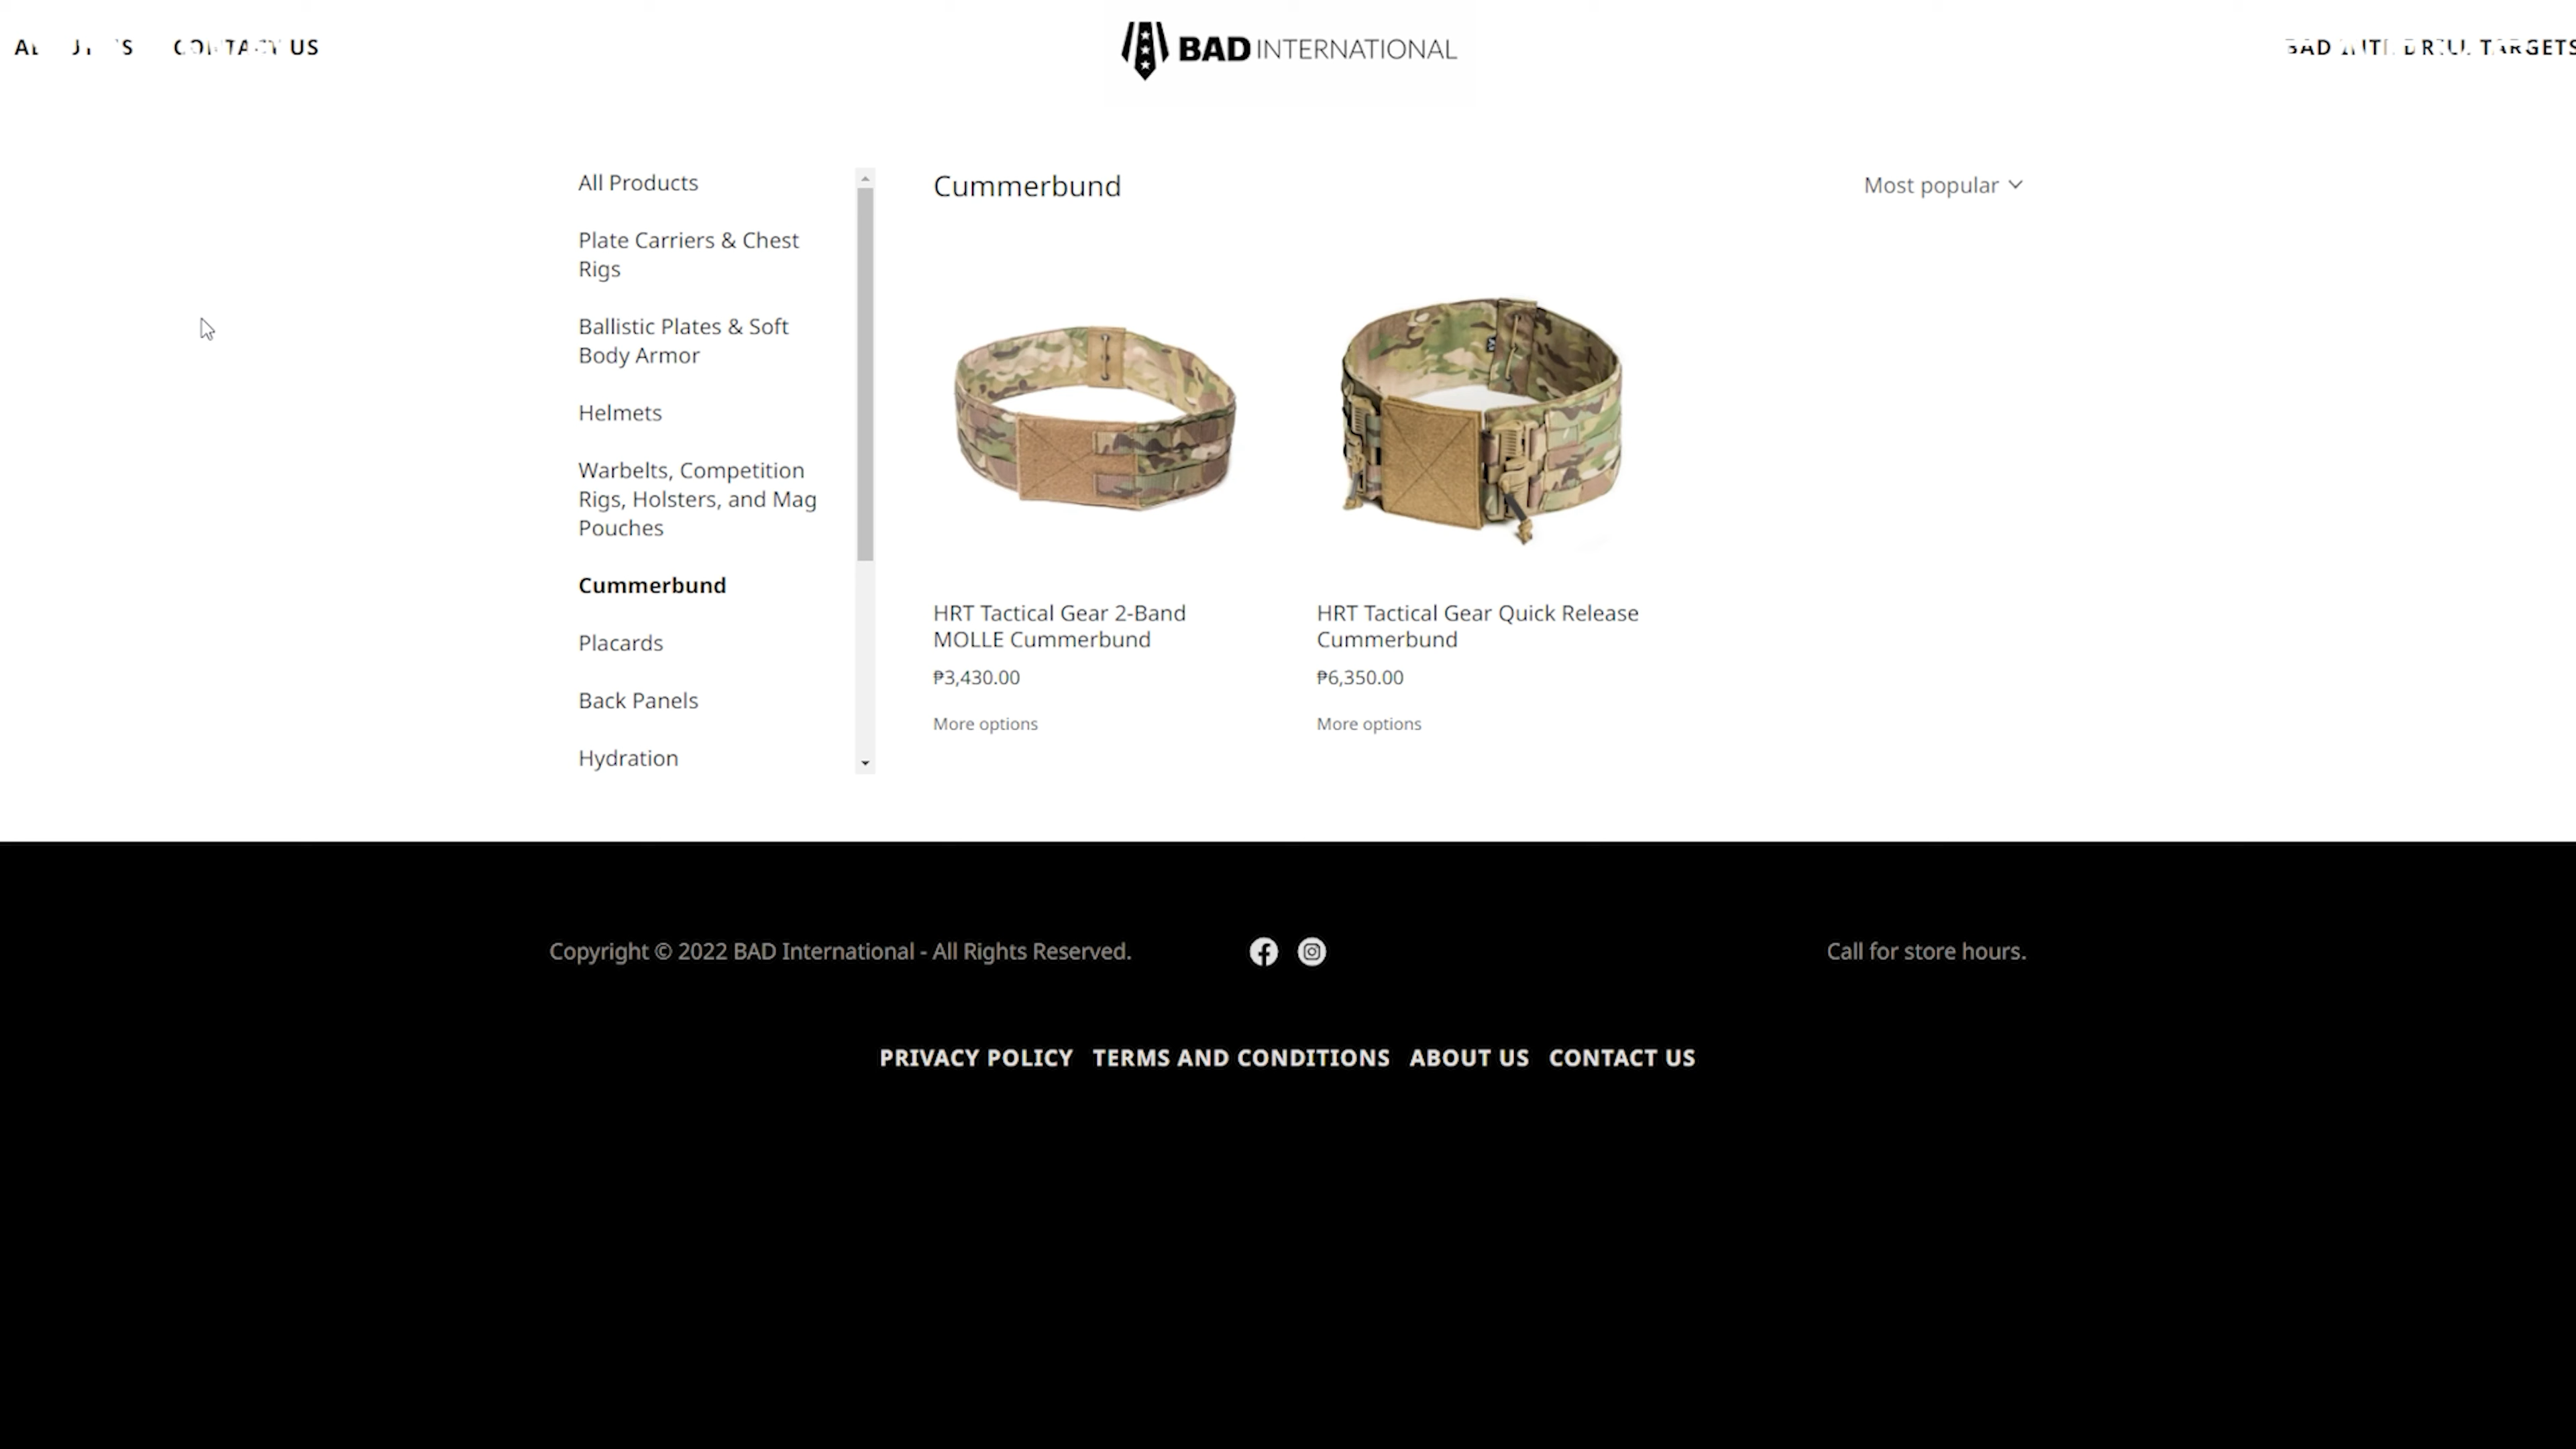 CONTACT US
BAD INTERNATIONAL
TARGETS
All Products
Plate Carriers & Chest
Rigs
Ballistic Plates & Soft
Body Armor
Helmets
Warbelts, Competition
Rigs, Holsters, and Mag
Pouches
Cummerbund
Placards
Back Panels
Hydration
Cummerbund
Most popular
HRT Tactical Gear 2-Band
MOLLE Cummerbund
₱3,430.00
More options
HRT Tactical Gear Quick Release
Cummerbund
₱6,350.00
More options
Copyright © 2022 BAD International - All Rights Reserved.
Call for store hours.
PRIVACY POLICY TERMS AND CONDITIONS ABOUT US CONTACT US